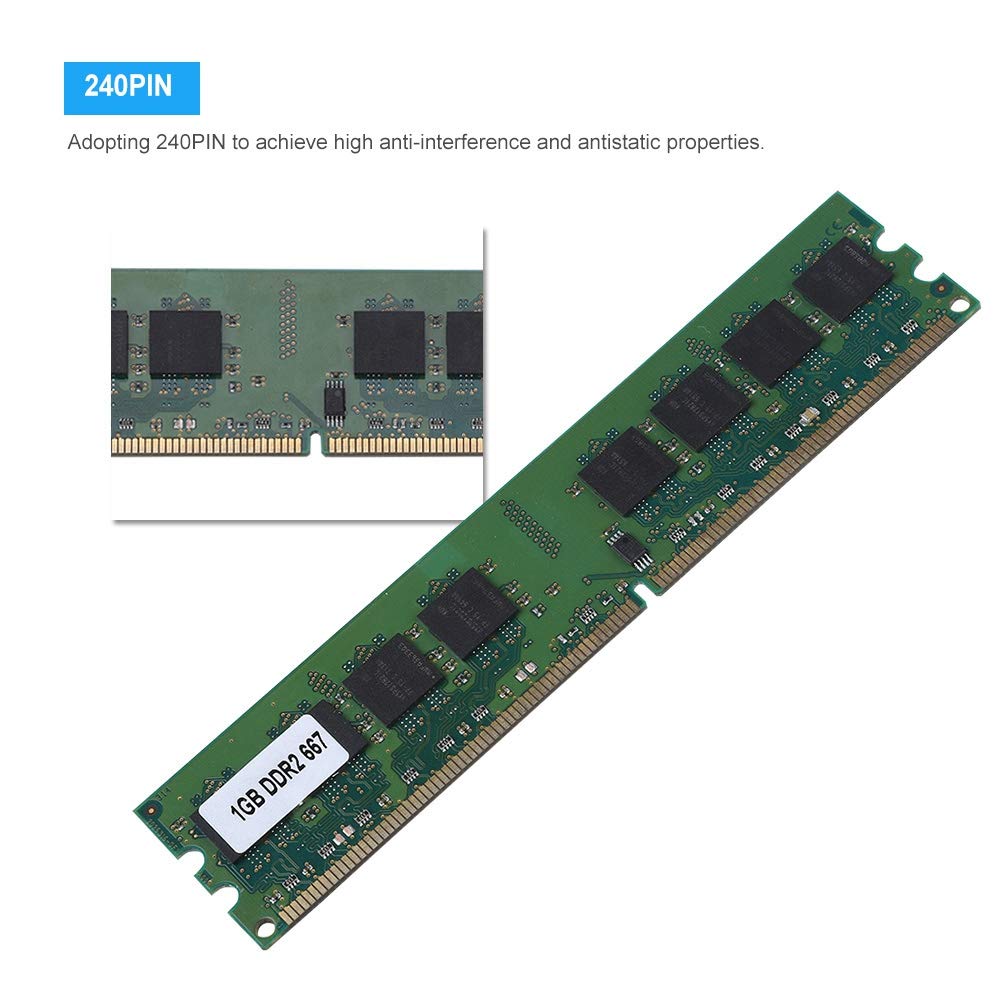 240PIN
Adopting 240PIN to achieve high anti-interference and antistatic properties.
1GB DDR2 667